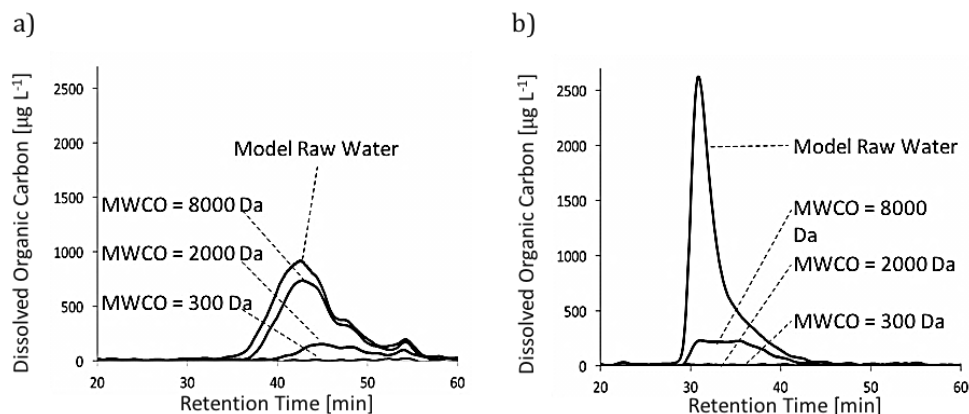 a)
Dissolved Organic Carbon [µg L⁻¹]
2500
2000
1500
1000
500
0
Model Raw Water
MWCO = 8000 Da
MWCO = 2000 Da
MWCO = 300 Da
20 30 40 50 60
Retention Time [min]
b)
Dissolved Organic Carbon [µg L⁻¹]
2500
2000
1500
1000
500
0
Model Raw Water
MWCO = 8000
Da
MWCO = 2000 Da
MWCO = 300 Da
20 30 40 50 60
Retention Time [min]